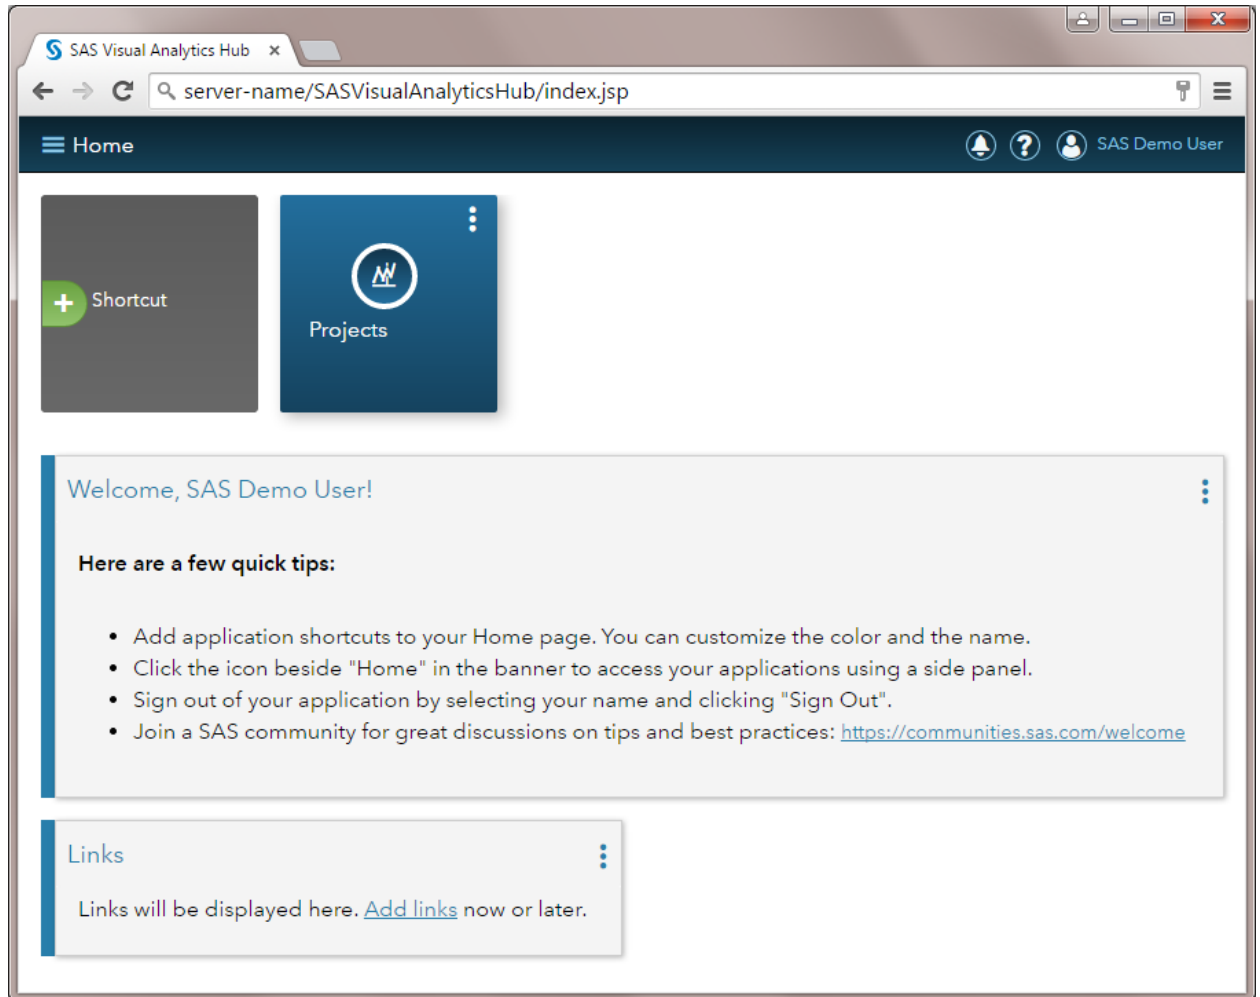 SAS Visual Analytics Hub
server-name/SASVisualAnalyticsHub/index.jsp
Home
SAS Demo User
Shortcut
Projects
Welcome, SAS Demo User!
Here are a few quick tips:
• Add application shortcuts to your Home page. You can customize the color and the name.
• Click the icon beside "Home" in the banner to access your applications using a side panel.
• Sign out of your application by selecting your name and clicking "Sign Out".
• Join a SAS community for great discussions on tips and best practices: https://communities.sas.com/welcome
Links
Links will be displayed here. Add links now or later.